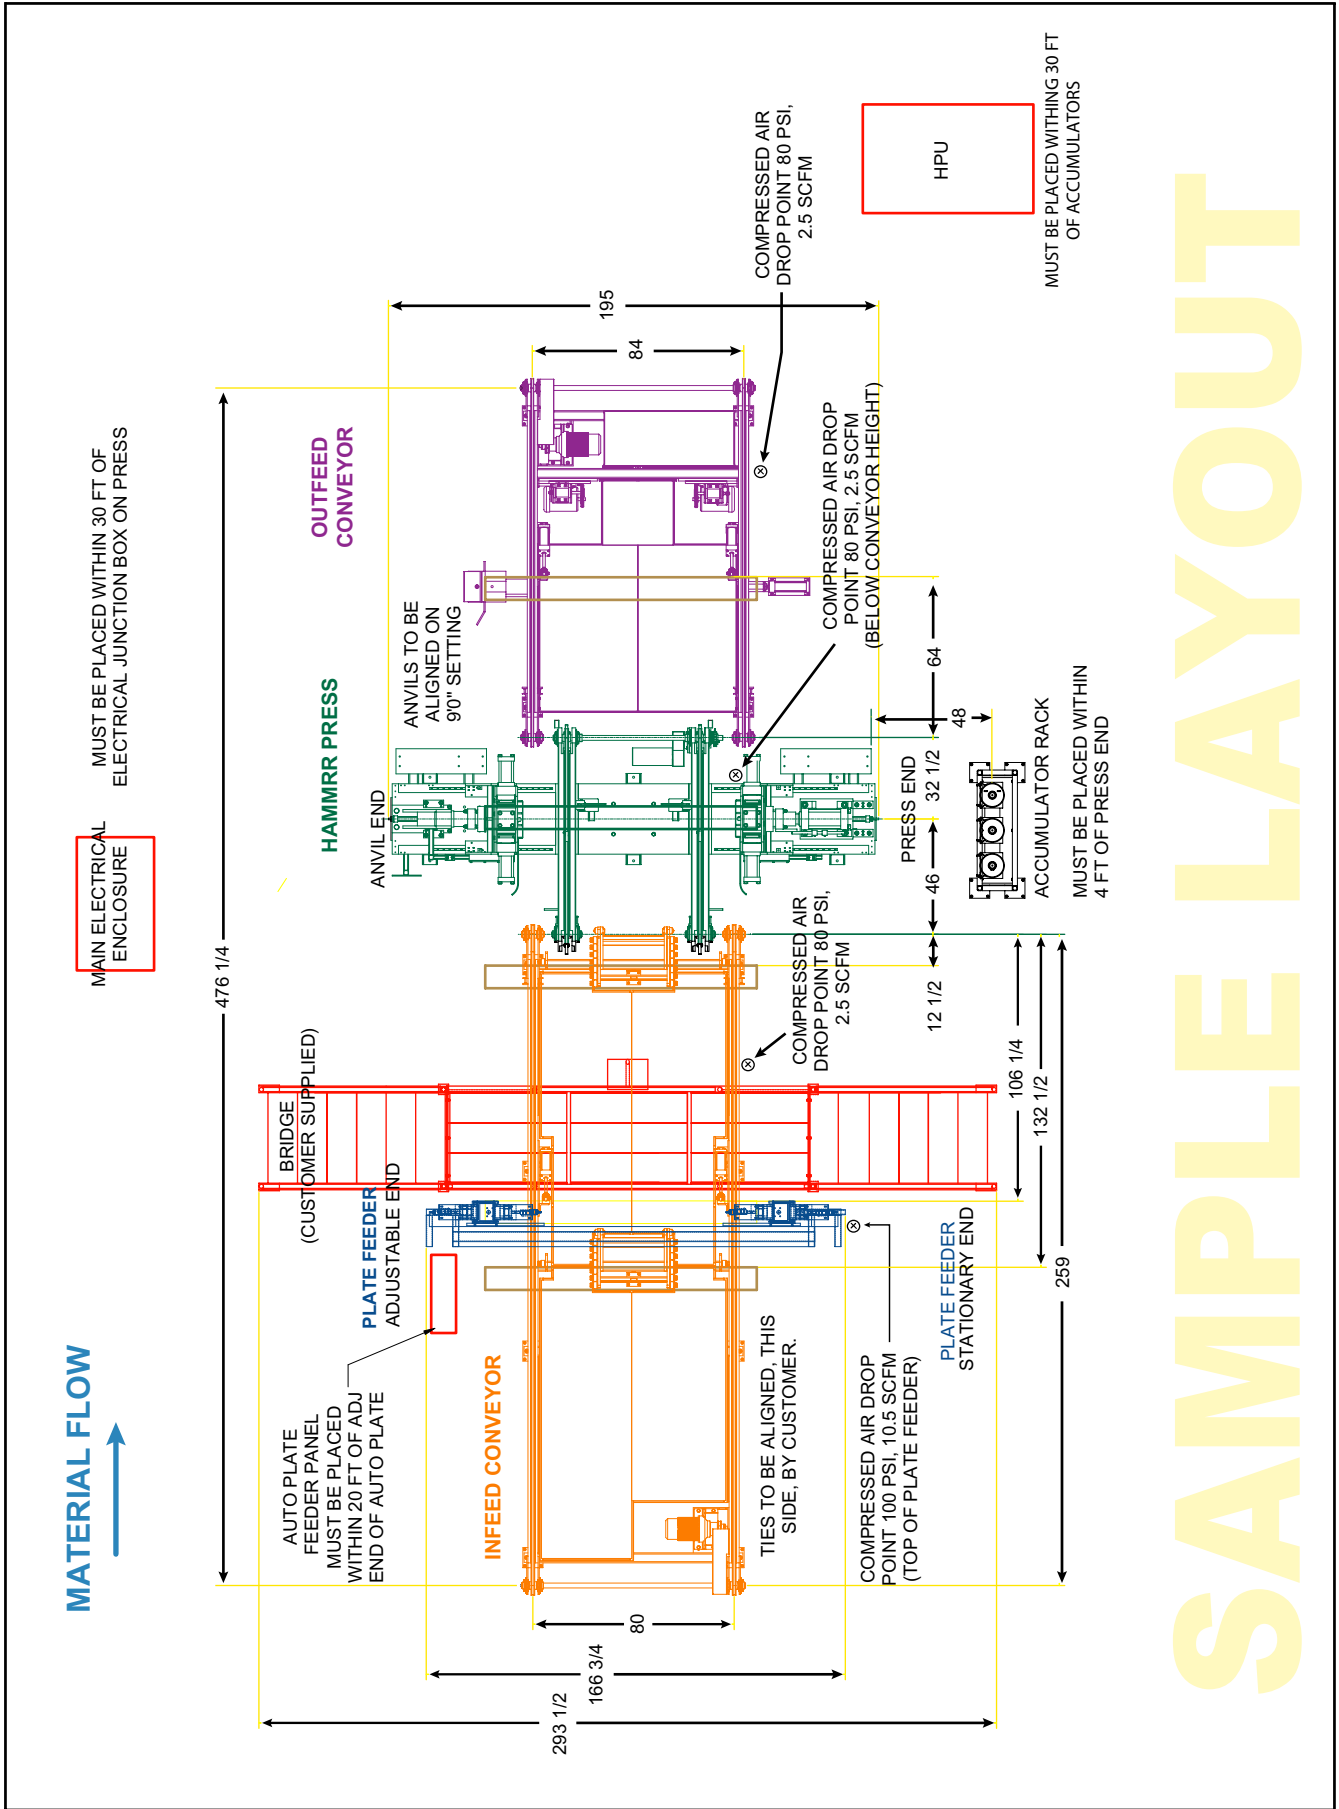 MATERIAL FLOW
MAIN ELECTRICAL
ENCLOSURE
MUST BE PLACED WITHIN 30 FT OF
ELECTRICAL JUNCTION BOX ON PRESS
476 1/4
AUTO PLATE
FEEDER PANEL
MUST BE PLACED
WITHIN 20 FT OF ADJ
END OF AUTO PLATE
BRIDGE
(CUSTOMER SUPPLIED)
PLATE FEEDER
ADJUSTABLE END
HAMMRR PRESS
OUTFEED
CONVEYOR
ANVIL END
ANVILS TO BE
ALIGNED ON
9'0" SETTING
INFEED CONVEYOR
293 1/2
166 3/4
80
84
195
TIES TO BE ALIGNED, THIS
SIDE, BY CUSTOMER.
COMPRESSED AIR
DROP POINT 80 PSI,
2.5 SCFM
COMPRESSED AIR DROP
POINT 80 PSI, 2.5 SCFM
(BELOW CONVEYOR HEIGHT)
COMPRESSED AIR
DROP POINT 80 PSI,
2.5 SCFM
COMPRESSED AIR DROP
POINT 100 PSI, 10.5 SCFM
(TOP OF PLATE FEEDER)
PLATE FEEDER
STATIONARY END
PRESS END
12 1/2
46
32 1/2
64
48
106 1/4
132 1/2
259
ACCUMULATOR RACK
MUST BE PLACED WITHIN
4 FT OF PRESS END
HPU
MUST BE PLACED WITHING 30 FT
OF ACCUMULATORS
SAMPLE LAYOUT